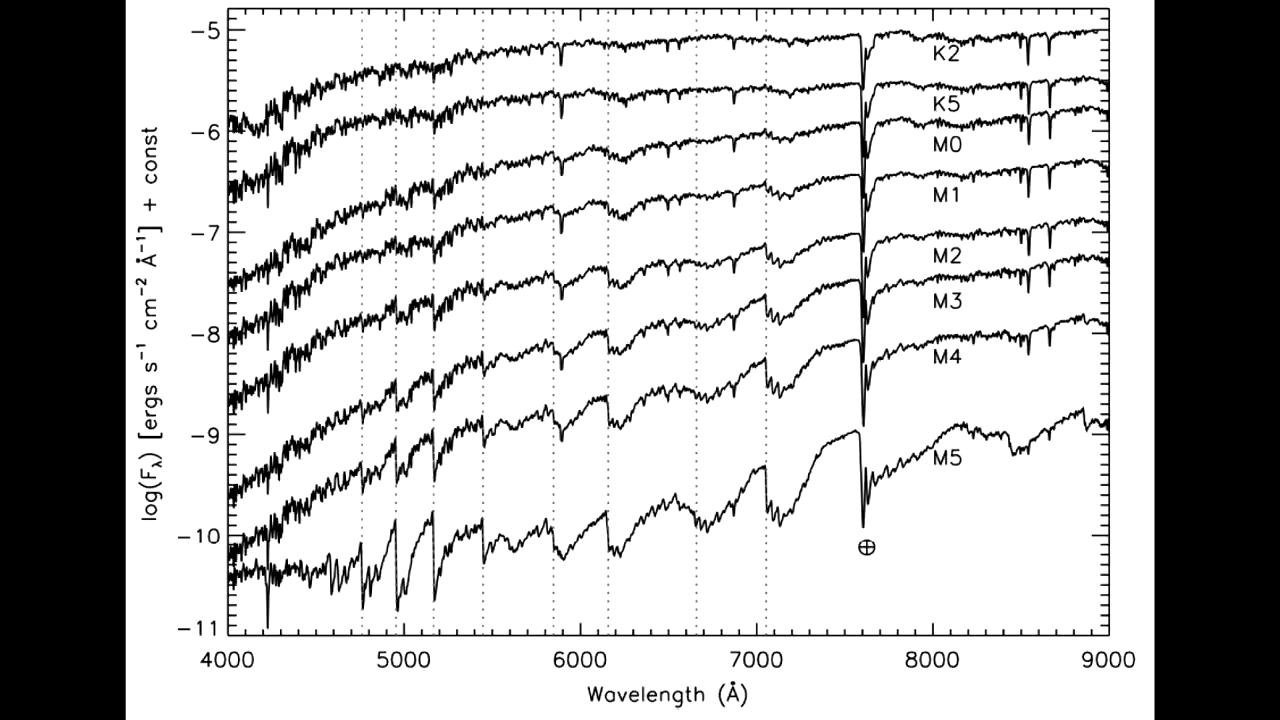 log(Fλ) [ergs s⁻¹ cm⁻² Å⁻¹] + const
−5
−6
−7
−8
−9
−10
−11
K2
K5
M0
M1
M2
M3
M4
M5
⊕
4000 5000 6000 7000 8000 9000
Wavelength (Å)